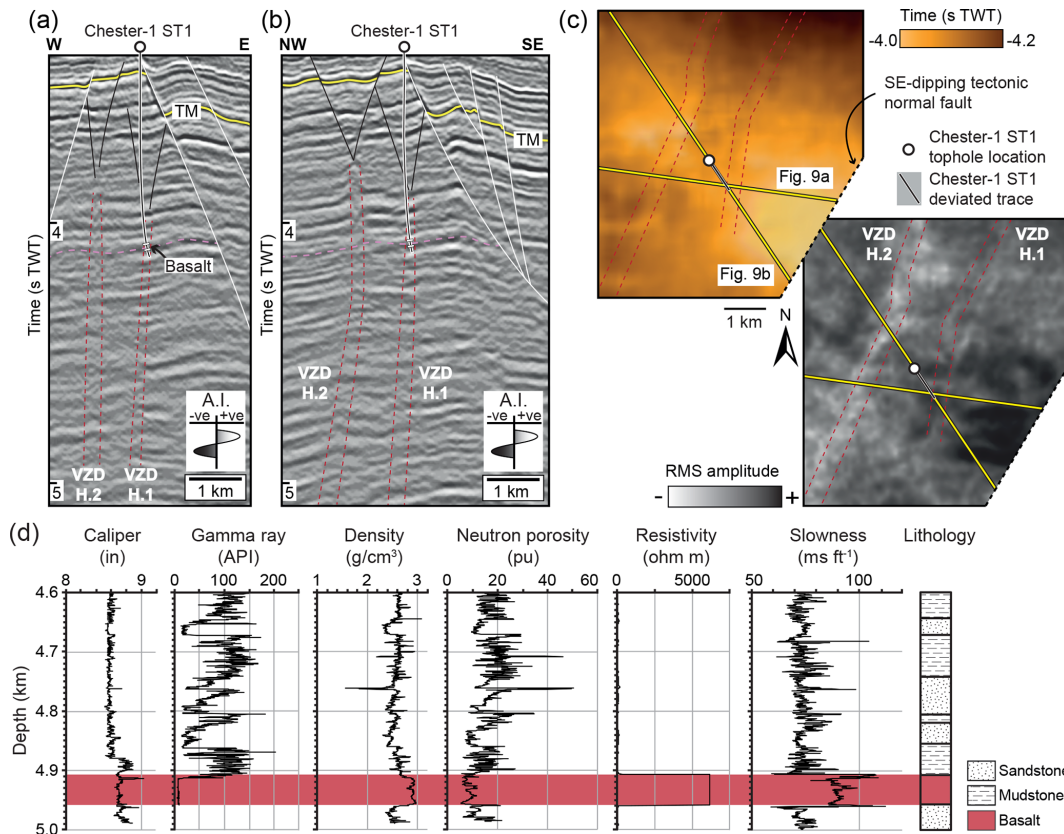 (a)
Chester-1 ST1
W
E
TM
4
Basalt
Time (s TWT)
VZD
H.2
VZD
H.1
A.I.
-ve +ve
1 km
5
(b)
Chester-1 ST1
NW
SE
TM
4
Time (s TWT)
VZD
H.2
VZD
H.1
A.I.
-ve +ve
1 km
5
(c)
Time (s TWT)
-4.0
-4.2
SE-dipping tectonic
normal fault
Chester-1 ST1
tophole location
Chester-1 ST1
deviated trace
Fig. 9a
Fig. 9b
1 km
N
VZD
H.2
VZD
H.1
RMS amplitude
-
+
(d)
Caliper
(in)
Gamma ray
(API)
Density
(g/cm³)
Neutron porosity
(pu)
Resistivity
(ohm m)
Slowness
(ms ft⁻¹)
Lithology
8 9
0 100 200
1 2 3
0 20 40 60
0 5000
50 100
Depth (km)
4.6
4.7
4.8
4.9
5.0
Sandstone
Mudstone
Basalt